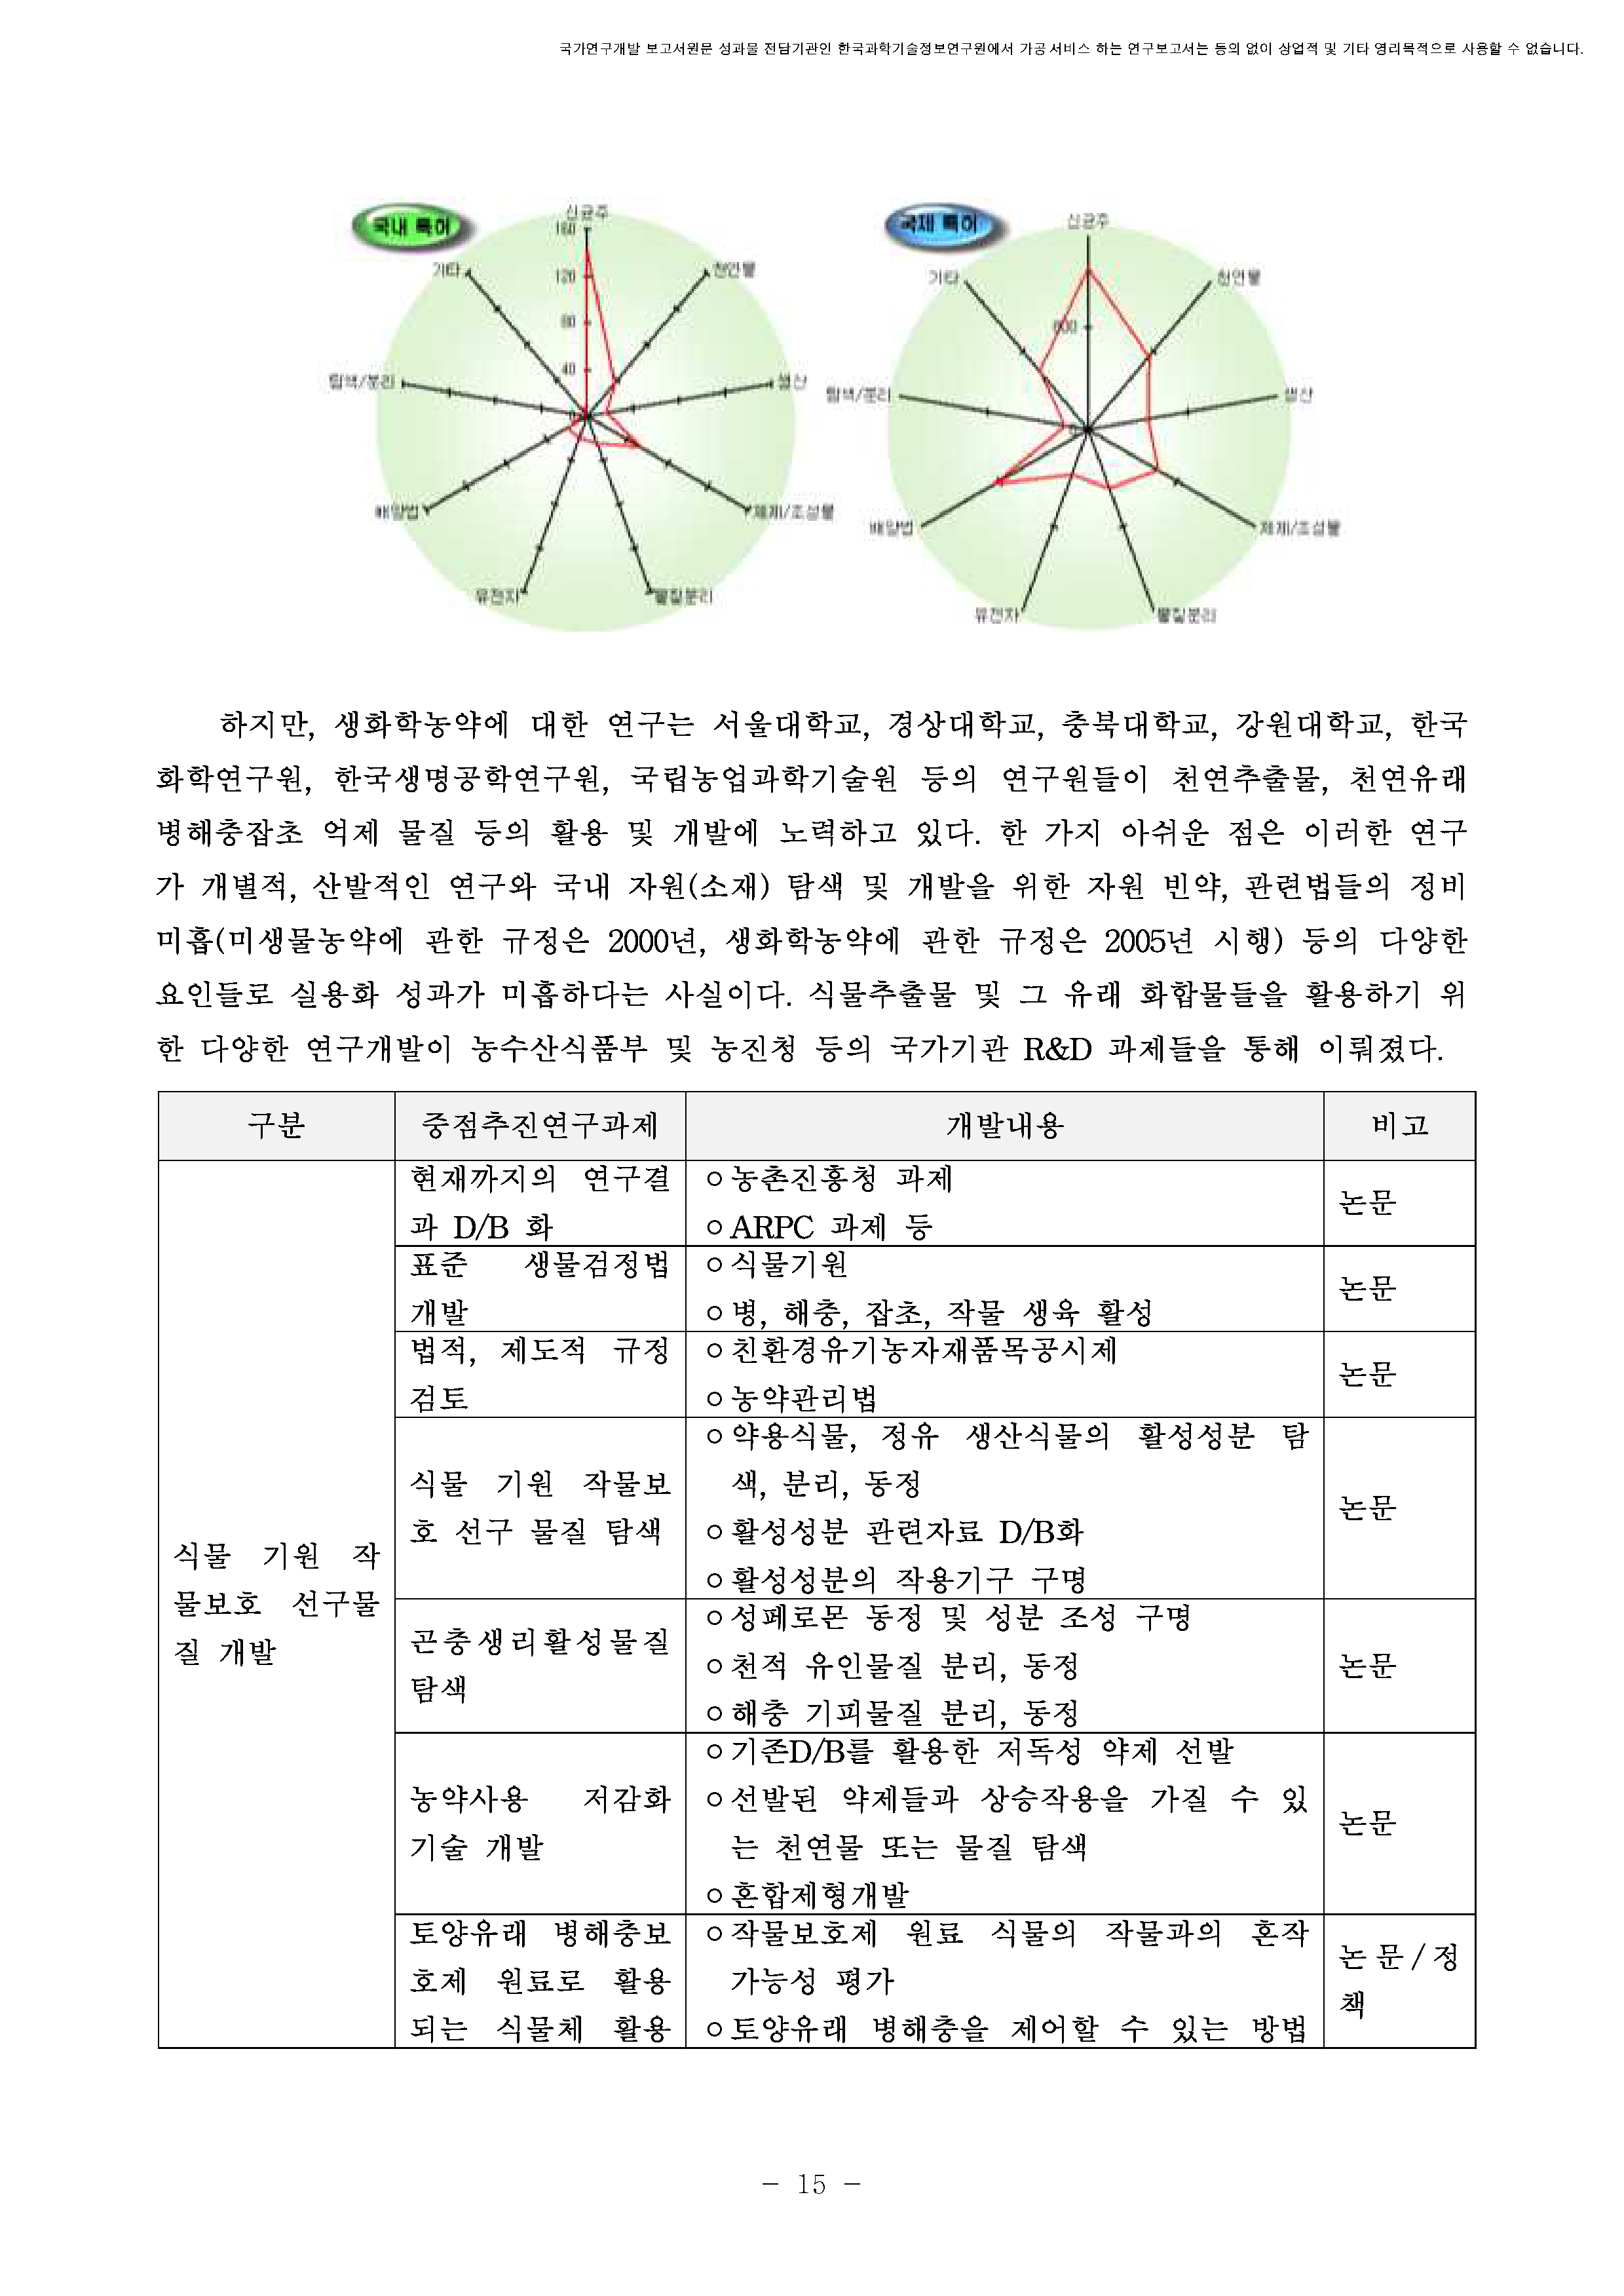 국가연구개발 보고서원문 성과물 전담기관인 한국과학기술정보연구원에서 가공·서비스 하는 연구보고서는 동의 없이 상업적 및 기타 영리목적으로 사용할 수 없습니다.
국내 특허
신균주
160
120
80
40
0
천연물
생산
제제/조성물
물질분리
유전자
배양법
탐색/분리
기타
국제 특허
신균주
600
0
천연물
생산
제제/조성물
물질분리
유전자
배양법
탐색/분리
기타
하지만, 생화학농약에 대한 연구는 서울대학교, 경상대학교, 충북대학교, 강원대학교, 한국
화학연구원, 한국생명공학연구원, 국립농업과학기술원 등의 연구원들이 천연추출물, 천연유래
병해충잡초 억제 물질 등의 활용 및 개발에 노력하고 있다. 한 가지 아쉬운 점은 이러한 연구
가 개별적, 산발적인 연구와 국내 자원(소재) 탐색 및 개발을 위한 자원 빈약, 관련법들의 정비
미흡(미생물농약에 관한 규정은 2000년, 생화학농약에 관한 규정은 2005년 시행) 등의 다양한
요인들로 실용화 성과가 미흡하다는 사실이다. 식물추출물 및 그 유래 화합물들을 활용하기 위
한 다양한 연구개발이 농수산식품부 및 농진청 등의 국가기관 R&D 과제들을 통해 이뤄졌다.
구분 중점추진연구과제 개발내용 비고
식물 기원 작
물보호 선구물
질 개발
현재까지의 연구결
과 D/B 화
○농촌진흥청 과제
○ARPC 과제 등
논문
표준 생물검정법
개발
○식물기원
○병, 해충, 잡초, 작물 생육 활성
논문
법적, 제도적 규정
검토
○친환경유기농자재품목공시제
○농약관리법
논문
식물 기원 작물보
호 선구 물질 탐색
○약용식물, 정유 생산식물의 활성성분 탐
색, 분리, 동정
○활성성분 관련자료 D/B화
○활성성분의 작용기구 구명
논문
곤충생리활성물질
탐색
○성페로몬 동정 및 성분 조성 구명
○천적 유인물질 분리, 동정
○해충 기피물질 분리, 동정
논문
농약사용 저감화
기술 개발
○기존D/B를 활용한 저독성 약제 선발
○선발된 약제들과 상승작용을 가질 수 있
는 천연물 또는 물질 탐색
○혼합제형개발
논문
토양유래 병해충보
호제 원료로 활용
되는 식물체 활용
○작물보호제 원료 식물의 작물과의 혼작
가능성 평가
○토양유래 병해충을 제어할 수 있는 방법
논문/정
책
- 15 -